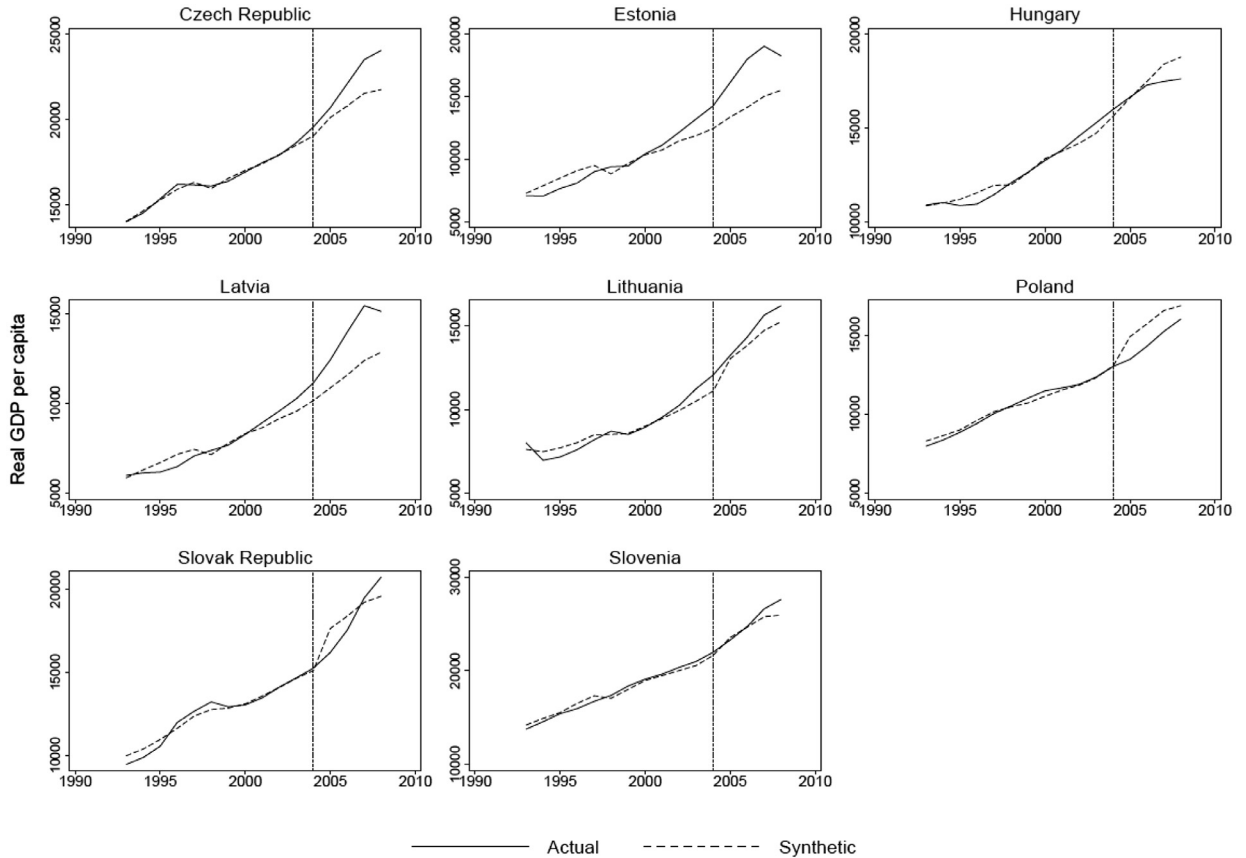 Czech Republic
Estonia
Hungary
25000
20000
15000
1990 1995 2000 2005 2010
20000
15000
10000
5000
1990 1995 2000 2005 2010
20000
15000
10000
1990 1995 2000 2005 2010
Latvia
Lithuania
Poland
Real GDP per capita
15000
10000
5000
1990 1995 2000 2005 2010
15000
10000
5000
1990 1995 2000 2005 2010
15000
10000
5000
1990 1995 2000 2005 2010
Slovak Republic
Slovenia
20000
15000
10000
1990 1995 2000 2005 2010
30000
20000
10000
1990 1995 2000 2005 2010
Actual Synthetic